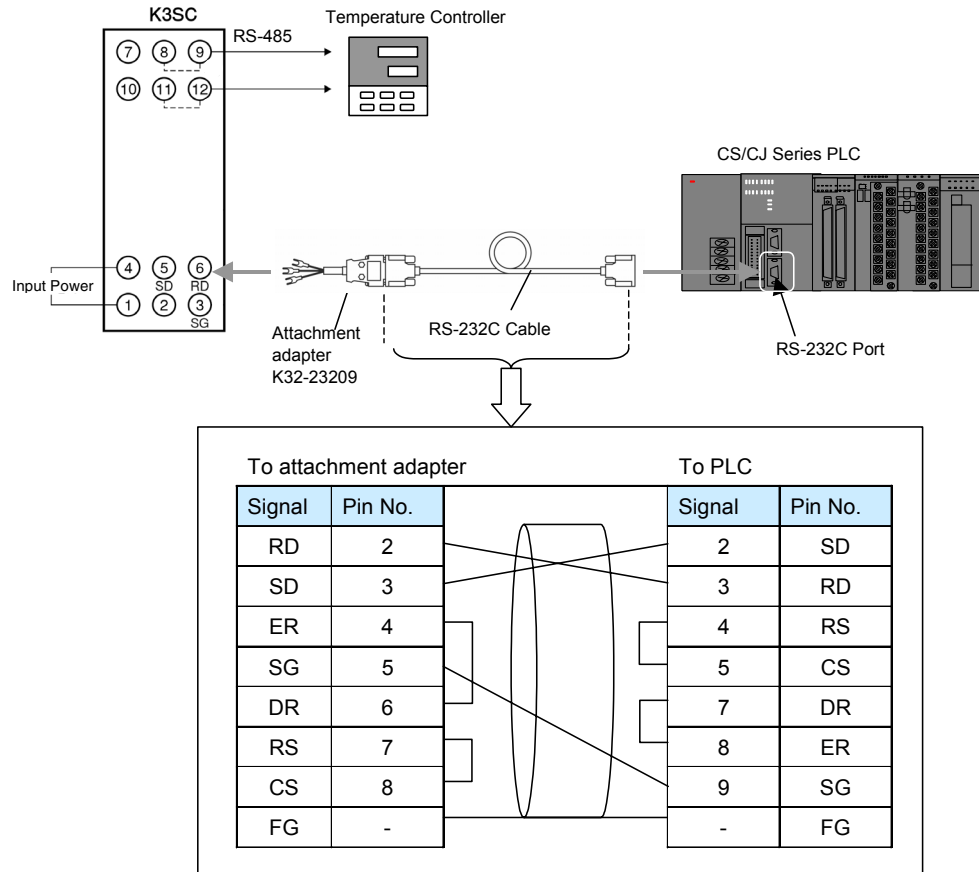 K3SC
Temperature Controller
RS-485
7 8 9
10 11 12
CS/CJ Series PLC
4 5 6
SD RD
Input Power
1 2 3
SG
Attachment
adapter
K32-23209
RS-232C Cable
RS-232C Port
To attachment adapter
To PLC
Signal Pin No. Signal Pin No.
RD 2 2 SD
SD 3 3 RD
ER 4 4 RS
SG 5 5 CS
DR 6 7 DR
RS 7 8 ER
CS 8 9 SG
FG - - FG